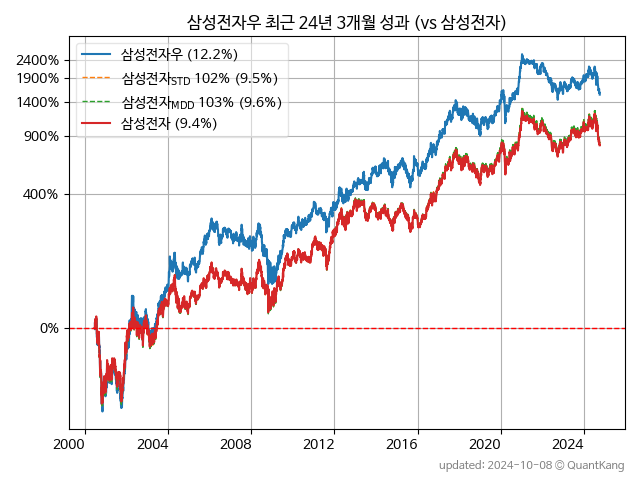 삼성전자우 최근 24년 3개월 성과 (vs 삼성전자)
삼성전자우 (12.2%)
삼성전자STD 102% (9.5%)
삼성전자MDD 103% (9.6%)
삼성전자 (9.4%)
2400%
1900%
1400%
900%
400%
0%
2000 2004 2008 2012 2016 2020 2024
updated: 2024-10-08 © QuantKang